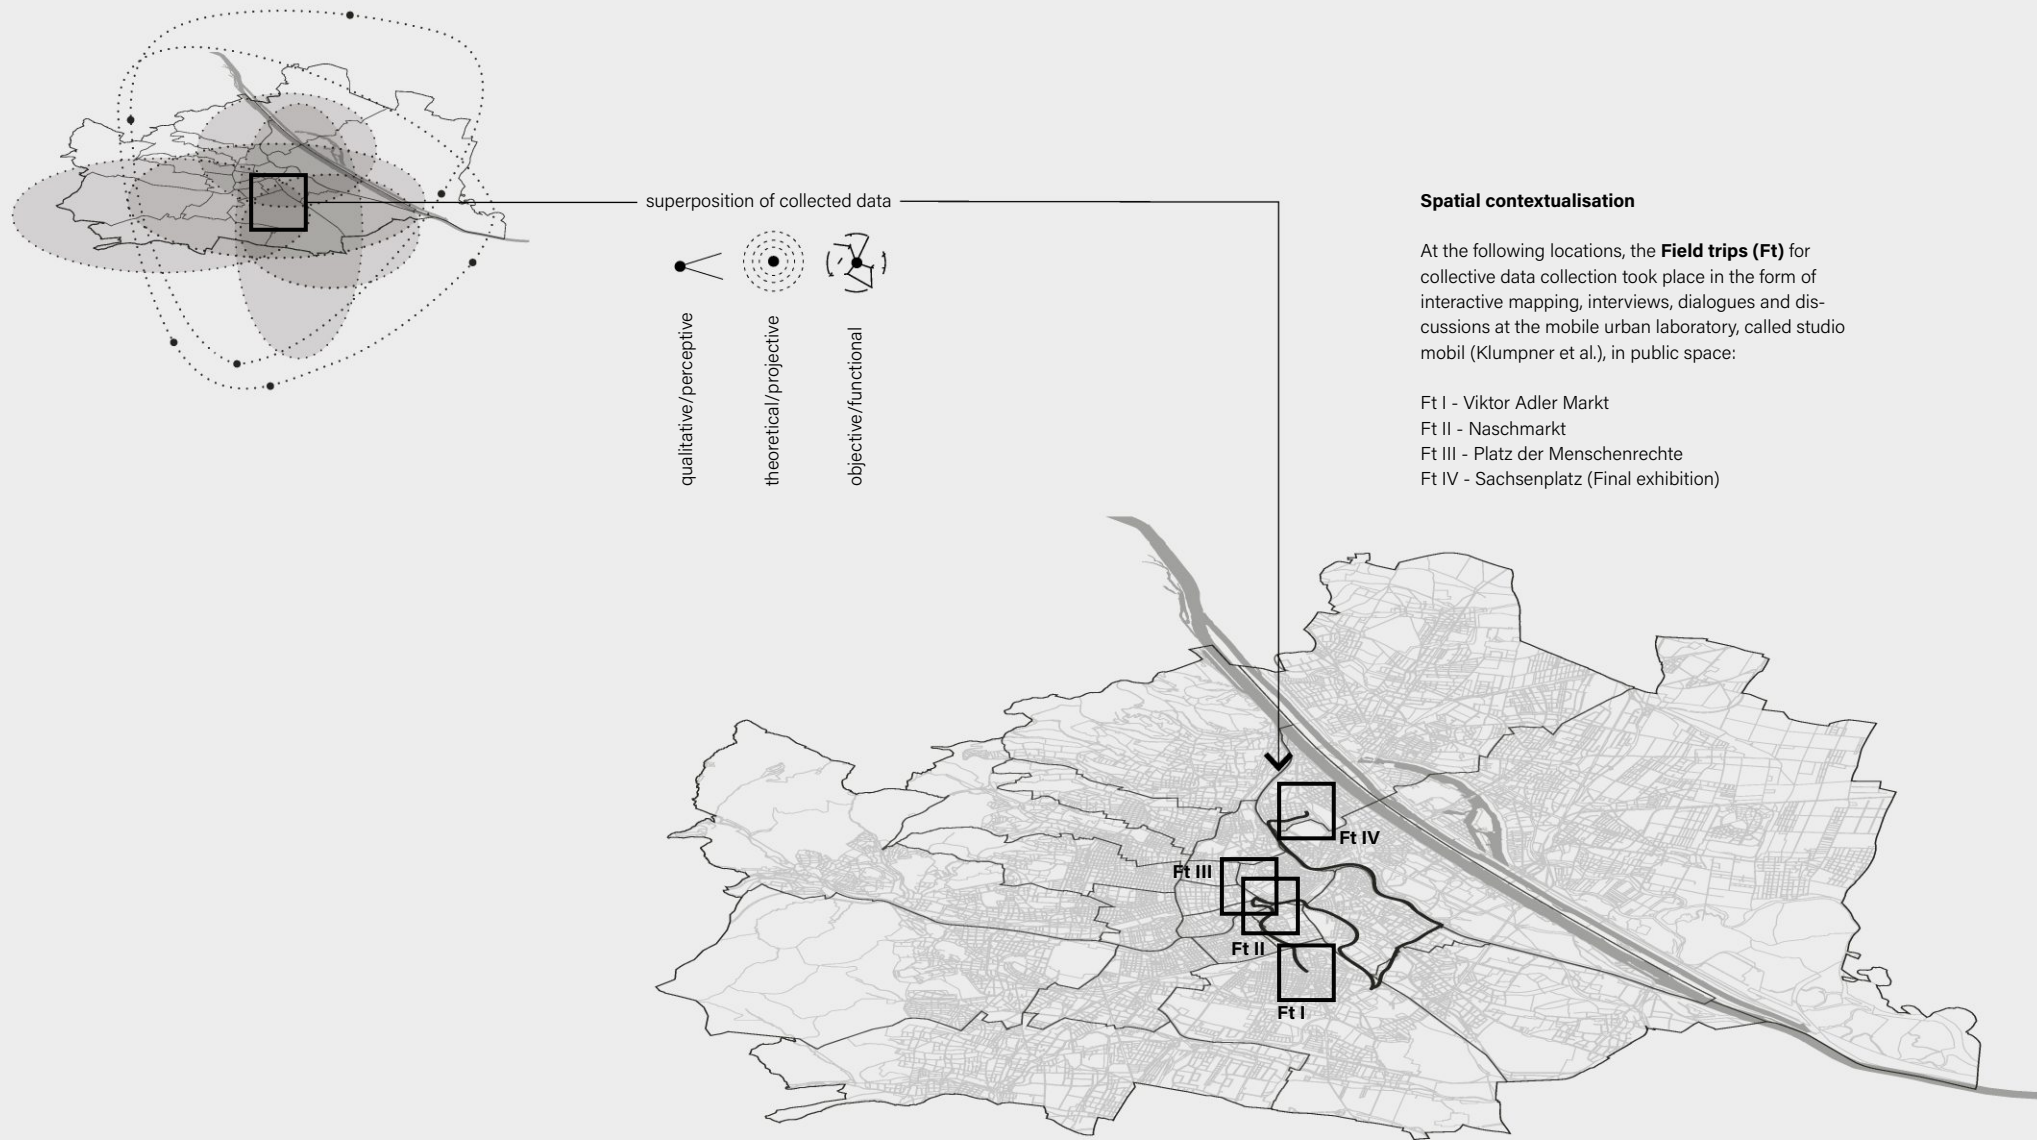 superposition of collected data
qualitative/perceptive
theoretical/projective
objective/functional
Spatial contextualisation
At the following locations, the Field trips (Ft) for
collective data collection took place in the form of
interactive mapping, interviews, dialogues and dis-
cussions at the mobile urban laboratory, called studio
mobil (Klumpner et al.), in public space:
Ft I - Viktor Adler Markt
Ft II - Naschmarkt
Ft III - Platz der Menschenrechte
Ft IV - Sachsenplatz (Final exhibition)
Ft IV
Ft III
Ft II
Ft I